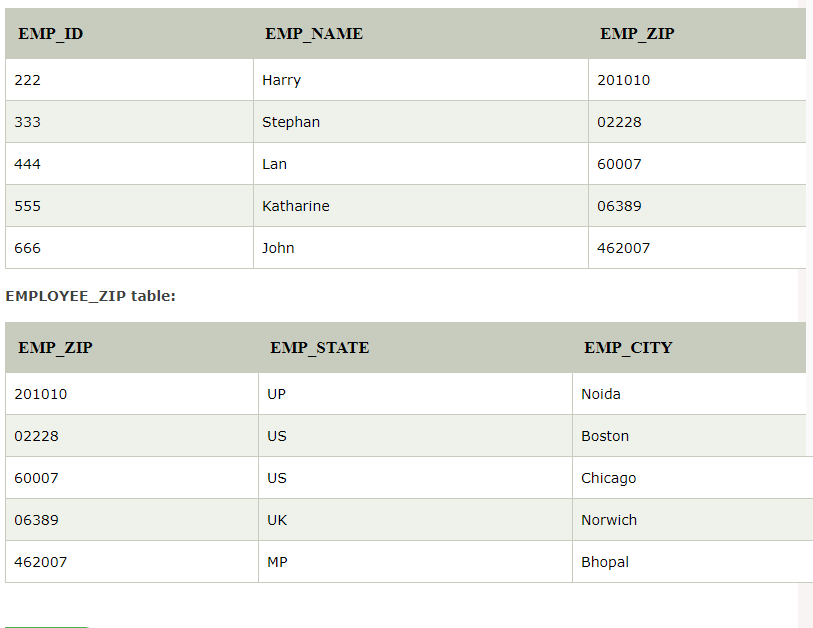 EMP_ID EMP_NAME EMP_ZIP
222 Harry 201010
333 Stephan 02228
444 Lan 60007
555 Katharine 06389
666 John 462007
EMPLOYEE_ZIP table:
EMP_ZIP EMP_STATE EMP_CITY
201010 UP Noida
02228 US Boston
60007 US Chicago
06389 UK Norwich
462007 MP Bhopal